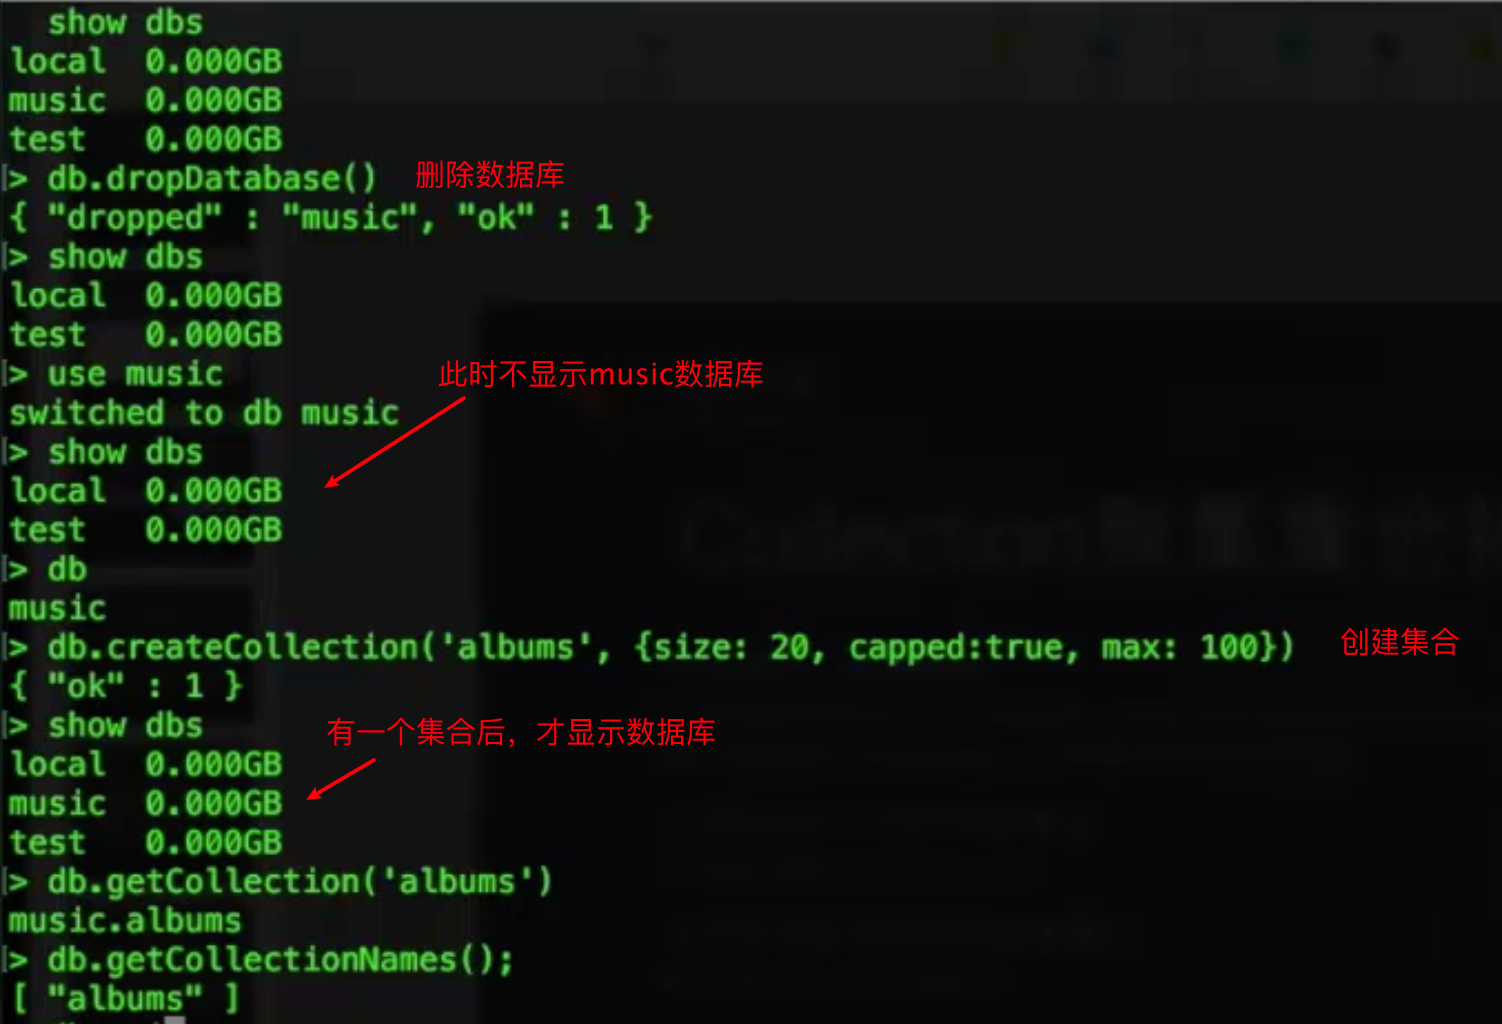 show dbs
local  0.000GB
music  0.000GB
test   0.000GB
> db.dropDatabase() 删除数据库
{ "dropped" : "music", "ok" : 1 }
> show dbs
local  0.000GB
test   0.000GB
> use music 此时不显示music数据库
switched to db music
> show dbs
local  0.000GB
test   0.000GB
> db
music
> db.createCollection('albums', {size: 20, capped:true, max: 100}) 创建集合
{ "ok" : 1 }
> show dbs 有一个集合后，才显示数据库
local  0.000GB
music  0.000GB
test   0.000GB
> db.getCollection('albums')
music.albums
> db.getCollectionNames();
[ "albums" ]
Collection